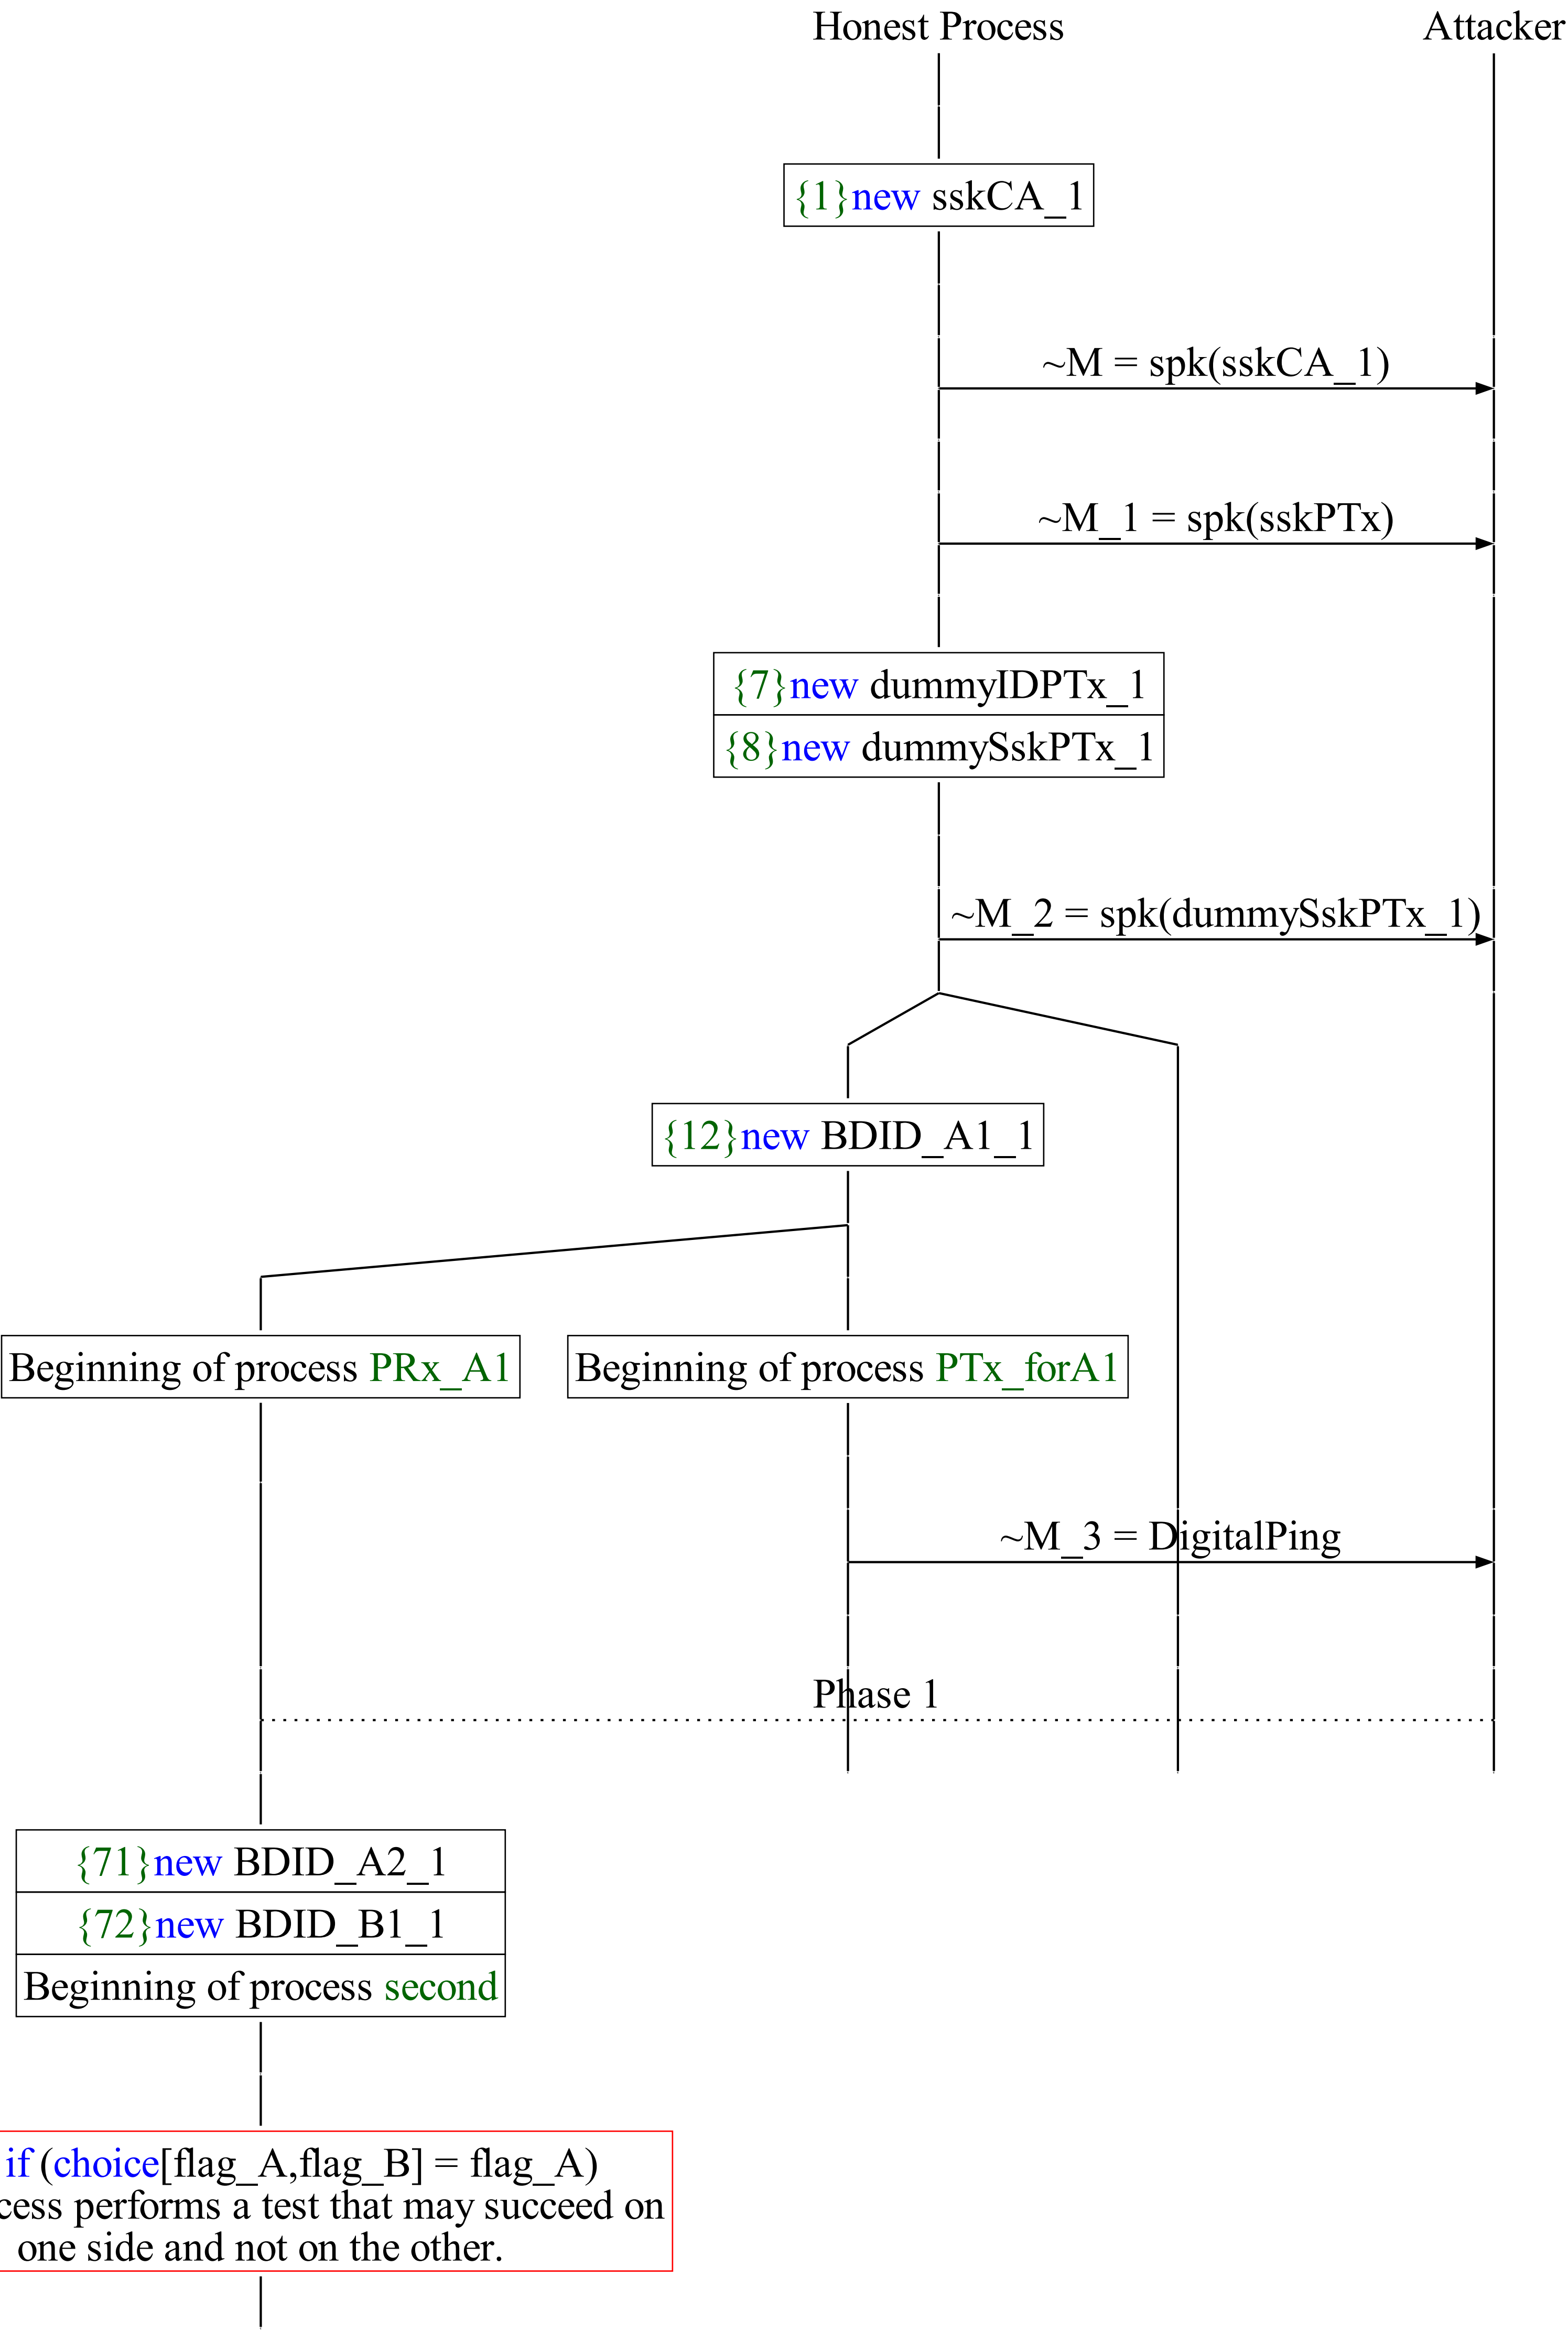 Honest Process
Attacker
{1}new sskCA_1
~M = spk(sskCA_1)
~M_1 = spk(sskPTx)
{7}new dummyIDPTx_1
{8}new dummySskPTx_1
~M_2 = spk(dummySskPTx_1)
{12}new BDID_A1_1
Beginning of process PRx_A1
Beginning of process PTx_forA1
~M_3 = DigitalPing
Phase 1
{71}new BDID_A2_1
{72}new BDID_B1_1
Beginning of process second
if (choice[flag_A,flag_B] = flag_A)
performs a test that may succeed on
one side and not on the other.